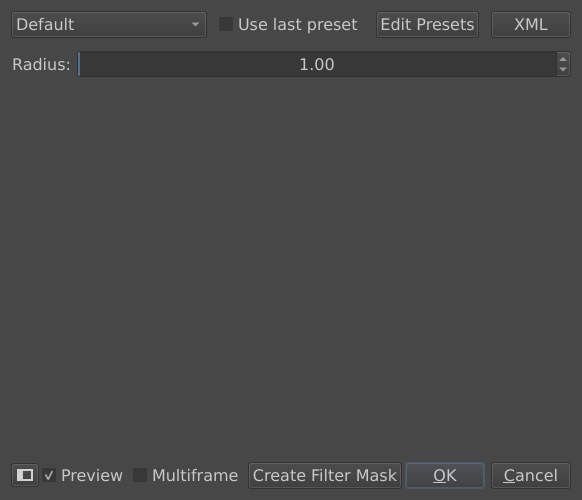 Default Use last preset Edit Presets XML
Radius: 1.00
Preview Multiframe Create Filter Mask OK Cancel